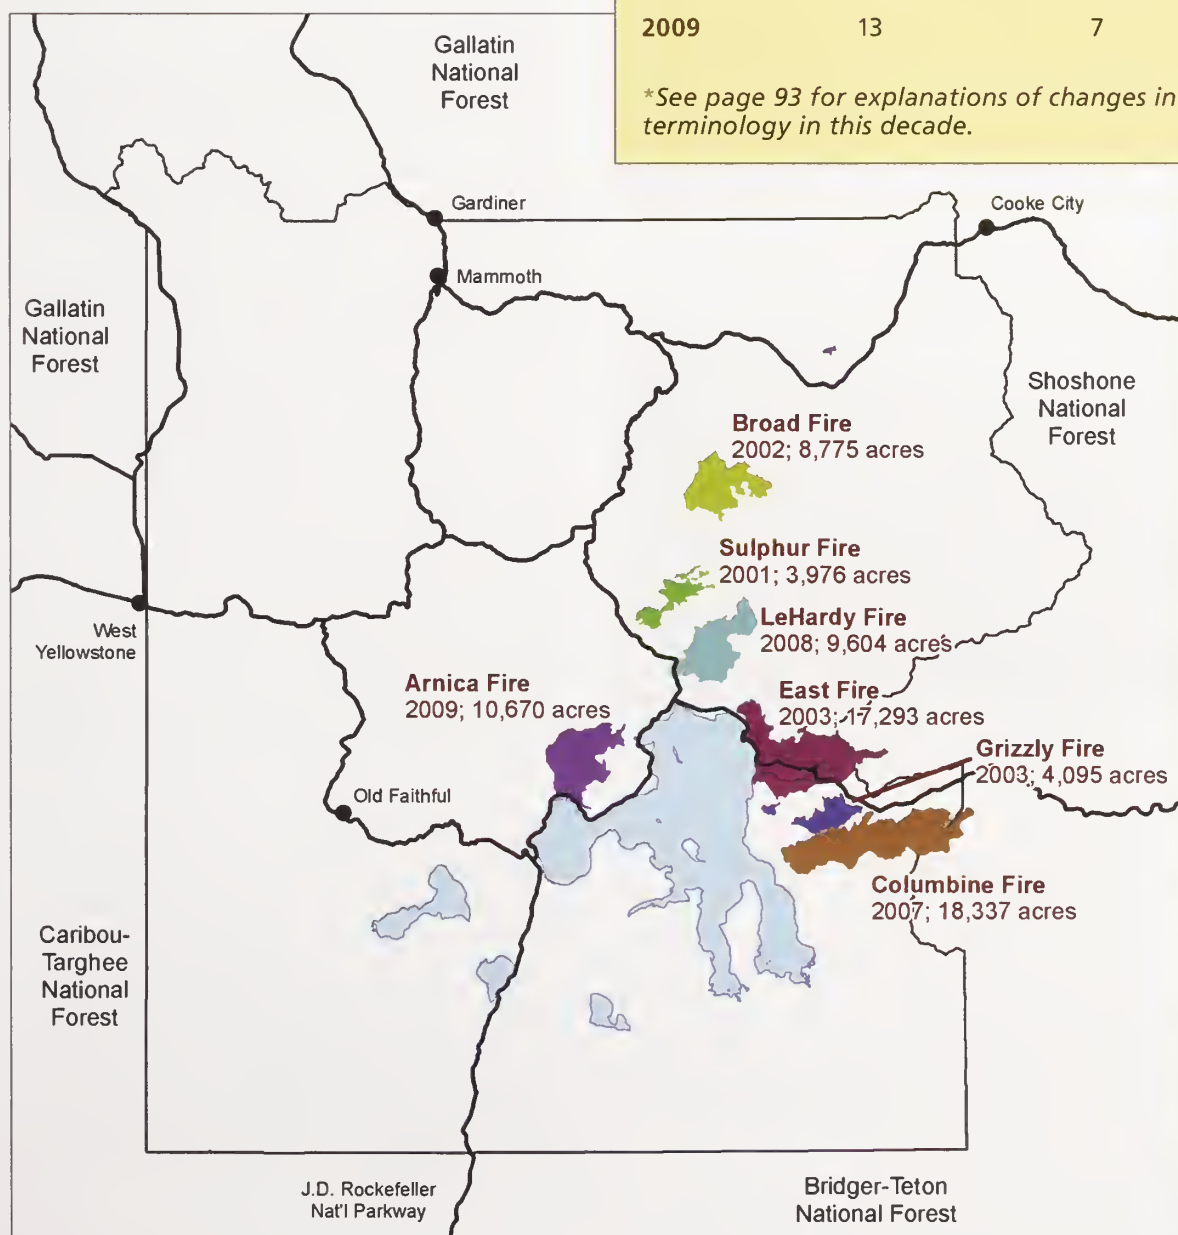 2009 13 7
*See page 93 for explanations of changes in
terminology in this decade.
Gallatin
National
Forest
Gardiner
Cooke City
Mammoth
Gallatin
National
Forest
Shoshone
National
Forest
Broad Fire
2002; 8,775 acres
Sulphur Fire
2001; 3,976 acres
LeHardy Fire
2008; 9,604 acres
West
Yellowstone
Arnica Fire
2009; 10,670 acres
East Fire
2003; 17,293 acres
Grizzly Fire
2003; 4,095 acres
Old Faithful
Columbine Fire
2007; 18,337 acres
Caribou-
Targhee
National
Forest
J.D. Rockefeller
Nat'l Parkway
Bridger-Teton
National Forest